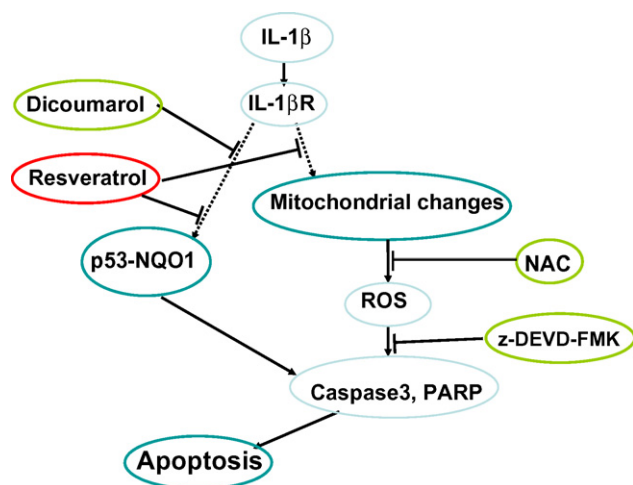 IL-1β
IL-1βR
Dicoumarol
Resveratrol
Mitochondrial changes
p53-NQO1
NAC
ROS
z-DEVD-FMK
Caspase3, PARP
Apoptosis